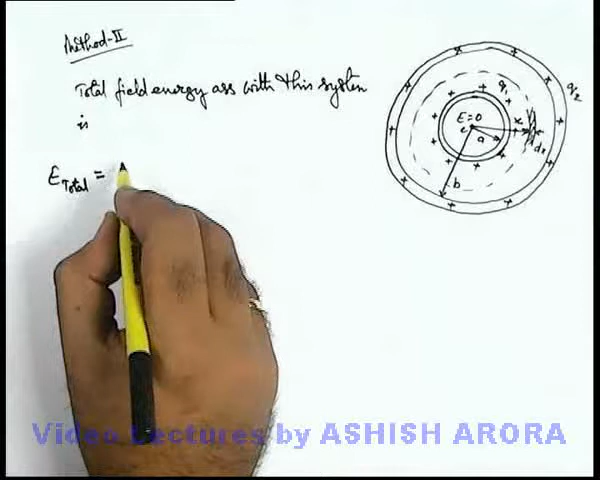 Method-II
Total field energy ass with this system
is
E Total =
q1
q2
E=0
c
a
x
dx
b
Video Lectures by ASHISH ARORA